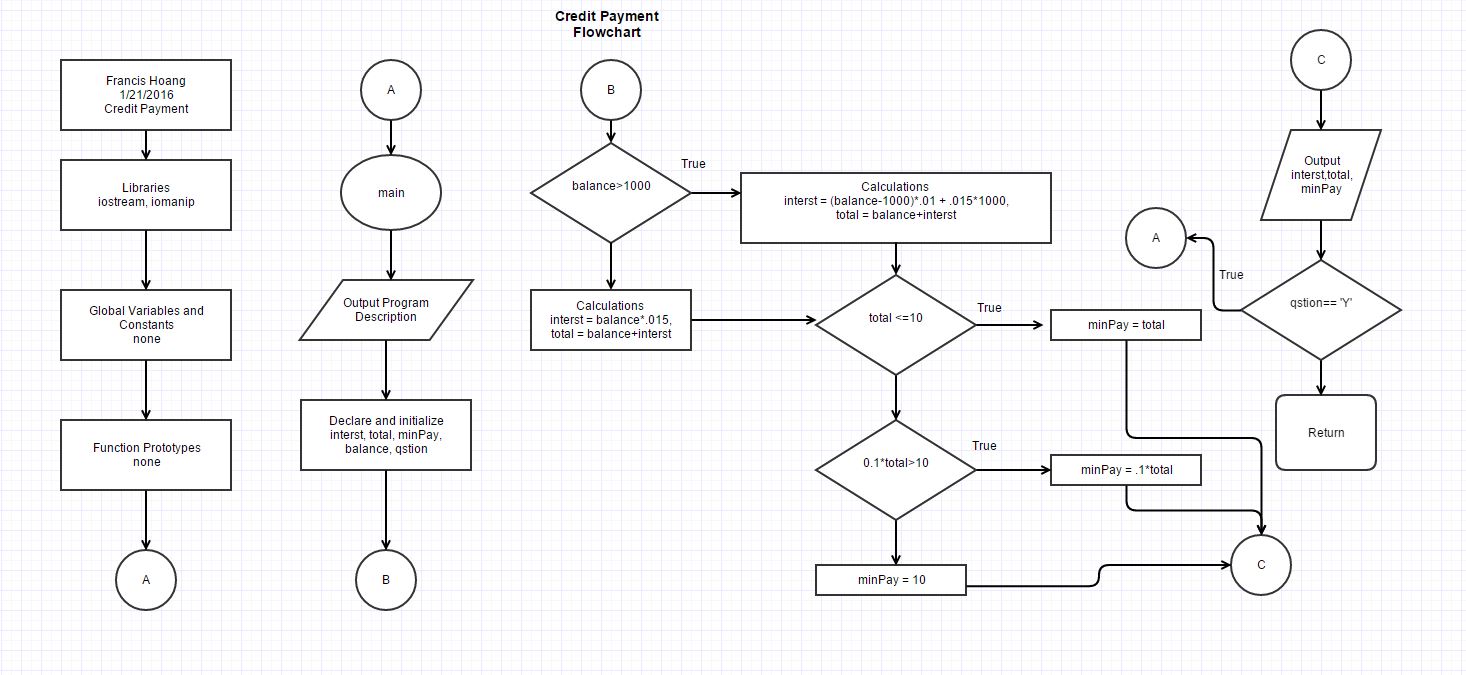 Credit Payment
Flowchart
Francis Hoang
1/21/2016
Credit Payment
Libraries
iostream, iomanip
Global Variables and
Constants
none
Function Prototypes
none
A
A
main
Output Program
Description
Declare and initialize
interst, total, minPay,
balance, qstion
B
B
balance>1000
True
Calculations
interst = (balance-1000)*.01 + .015*1000,
total = balance+interst
Calculations
interst = balance*.015,
total = balance+interst
total <=10
True
minPay = total
0.1*total>10
True
minPay = .1*total
minPay = 10
C
C
Output
interst,total,
minPay
qstion== 'Y'
True
A
Return